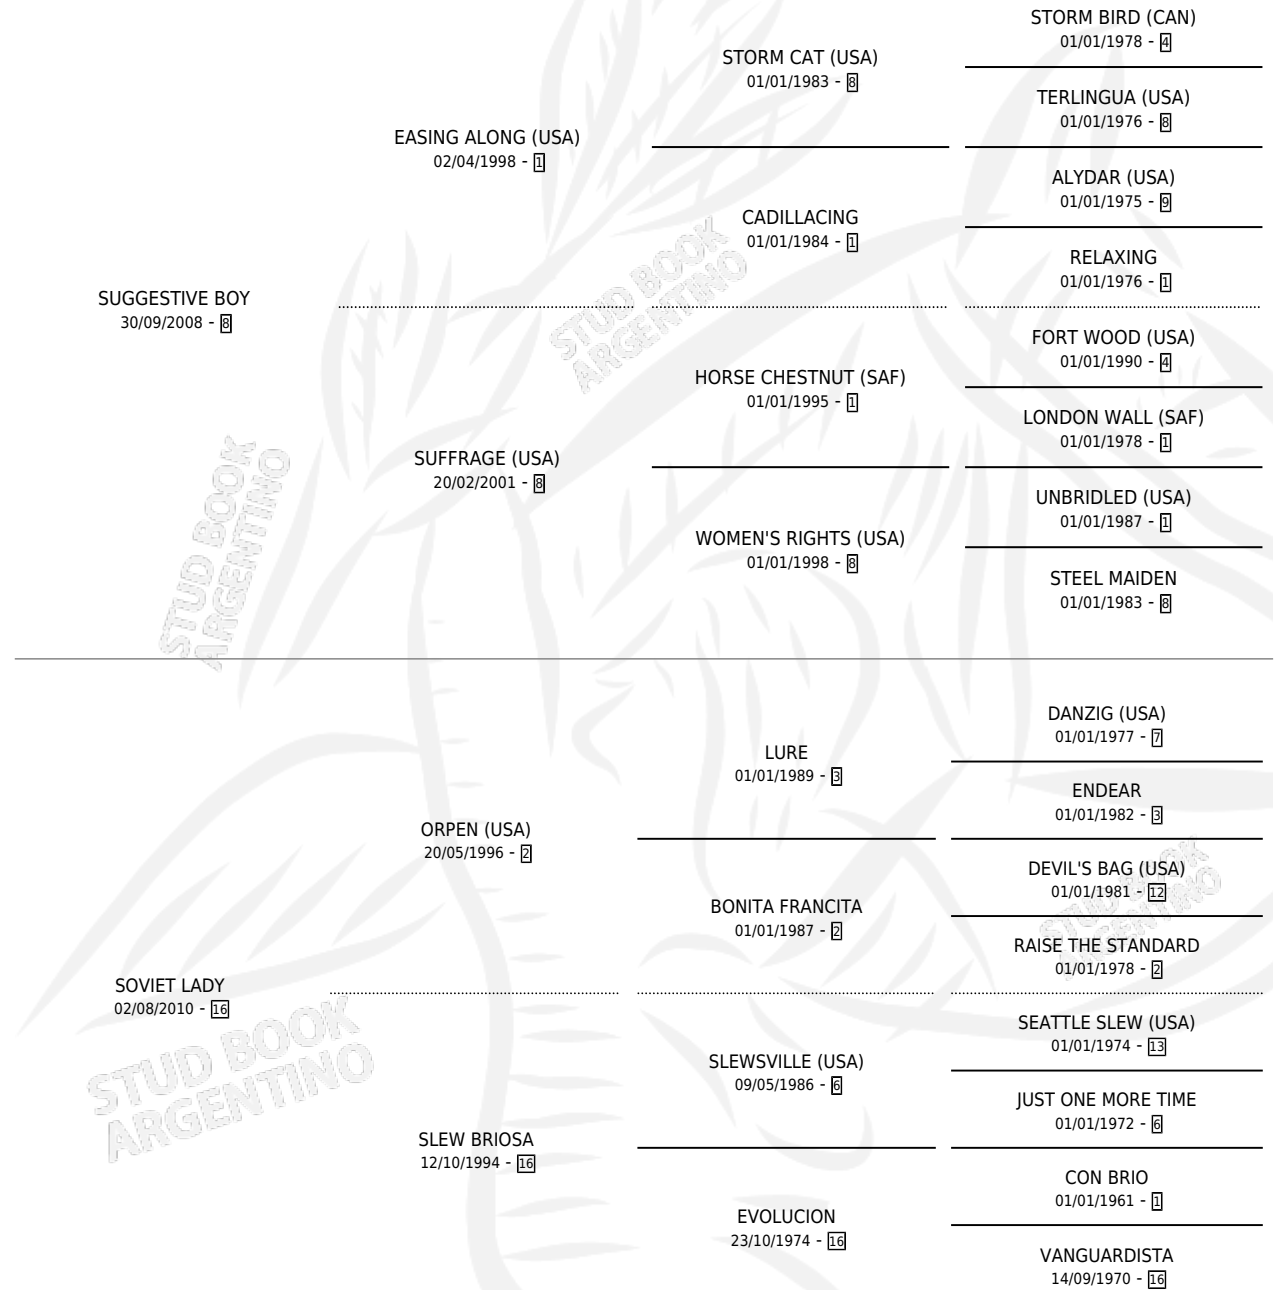 STORM BIRD (CAN)
01/01/1978 - 4
STORM CAT (USA)
01/01/1983 - 8
TERLINGUA (USA)
01/01/1976 - 8
EASING ALONG (USA)
02/04/1998 - 1
ALYDAR (USA)
01/01/1975 - 9
CADILLACING
01/01/1984 - 1
RELAXING
01/01/1976 - 1
SUGGESTIVE BOY
30/09/2008 - 8
STUD BOOK
ARGENTINO
FORT WOOD (USA)
01/01/1990 - 4
HORSE CHESTNUT (SAF)
01/01/1995 - 1
LONDON WALL (SAF)
01/01/1978 - 1
SUFFRAGE (USA)
20/02/2001 - 8
UNBRIDLED (USA)
01/01/1987 - 1
WOMEN'S RIGHTS (USA)
01/01/1998 - 8
STEEL MAIDEN
01/01/1983 - 8
STUD BOOK
ARGENTINO
DANZIG (USA)
01/01/1977 - 7
LURE
01/01/1989 - 3
ENDEAR
01/01/1982 - 3
ORPEN (USA)
20/05/1996 - 2
DEVIL'S BAG (USA)
01/01/1981 - 12
BONITA FRANCITA
01/01/1987 - 2
STUD BOOK
ARGENTINO
RAISE THE STANDARD
01/01/1978 - 2
SOVIET LADY
02/08/2010 - 16
SEATTLE SLEW (USA)
01/01/1974 - 13
SLEWSVILLE (USA)
09/05/1986 - 6
STUD BOOK
ARGENTINO
JUST ONE MORE TIME
01/01/1972 - 6
SLEW BRIOSA
12/10/1994 - 16
CON BRIO
01/01/1961 - 1
EVOLUCION
23/10/1974 - 16
VANGUARDISTA
14/09/1970 - 16